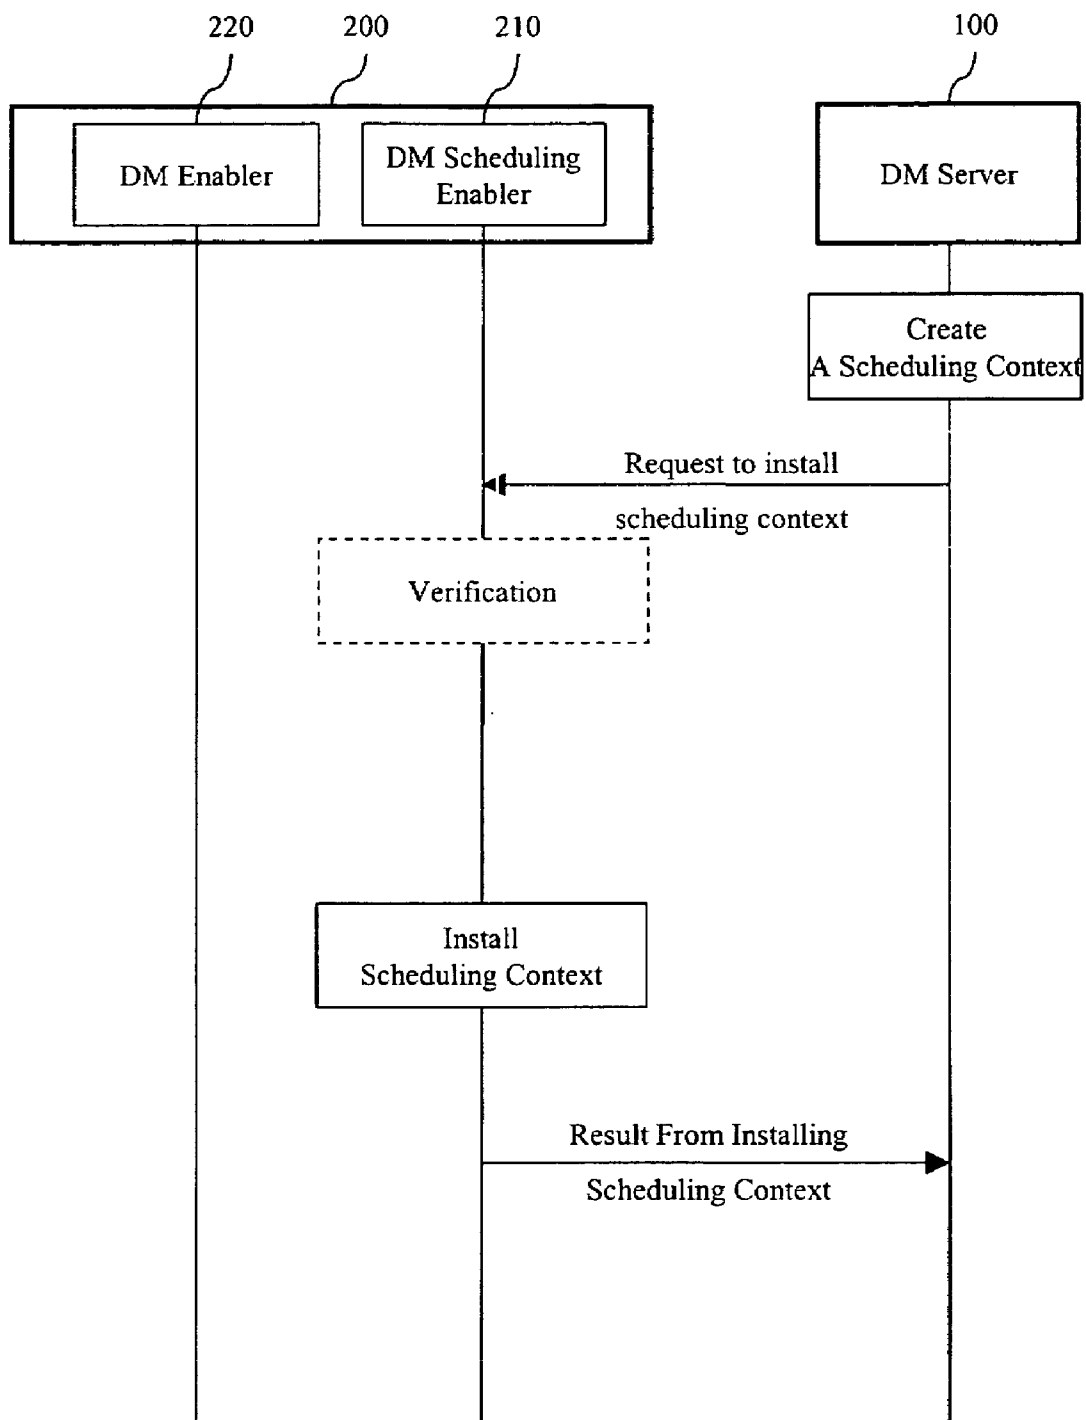 220
200
210
100
DM Enabler
DM Scheduling
Enabler
DM Server
Create
A Scheduling Context
Request to install
scheduling context
Verification
Install
Scheduling Context
Result From Installing
Scheduling Context